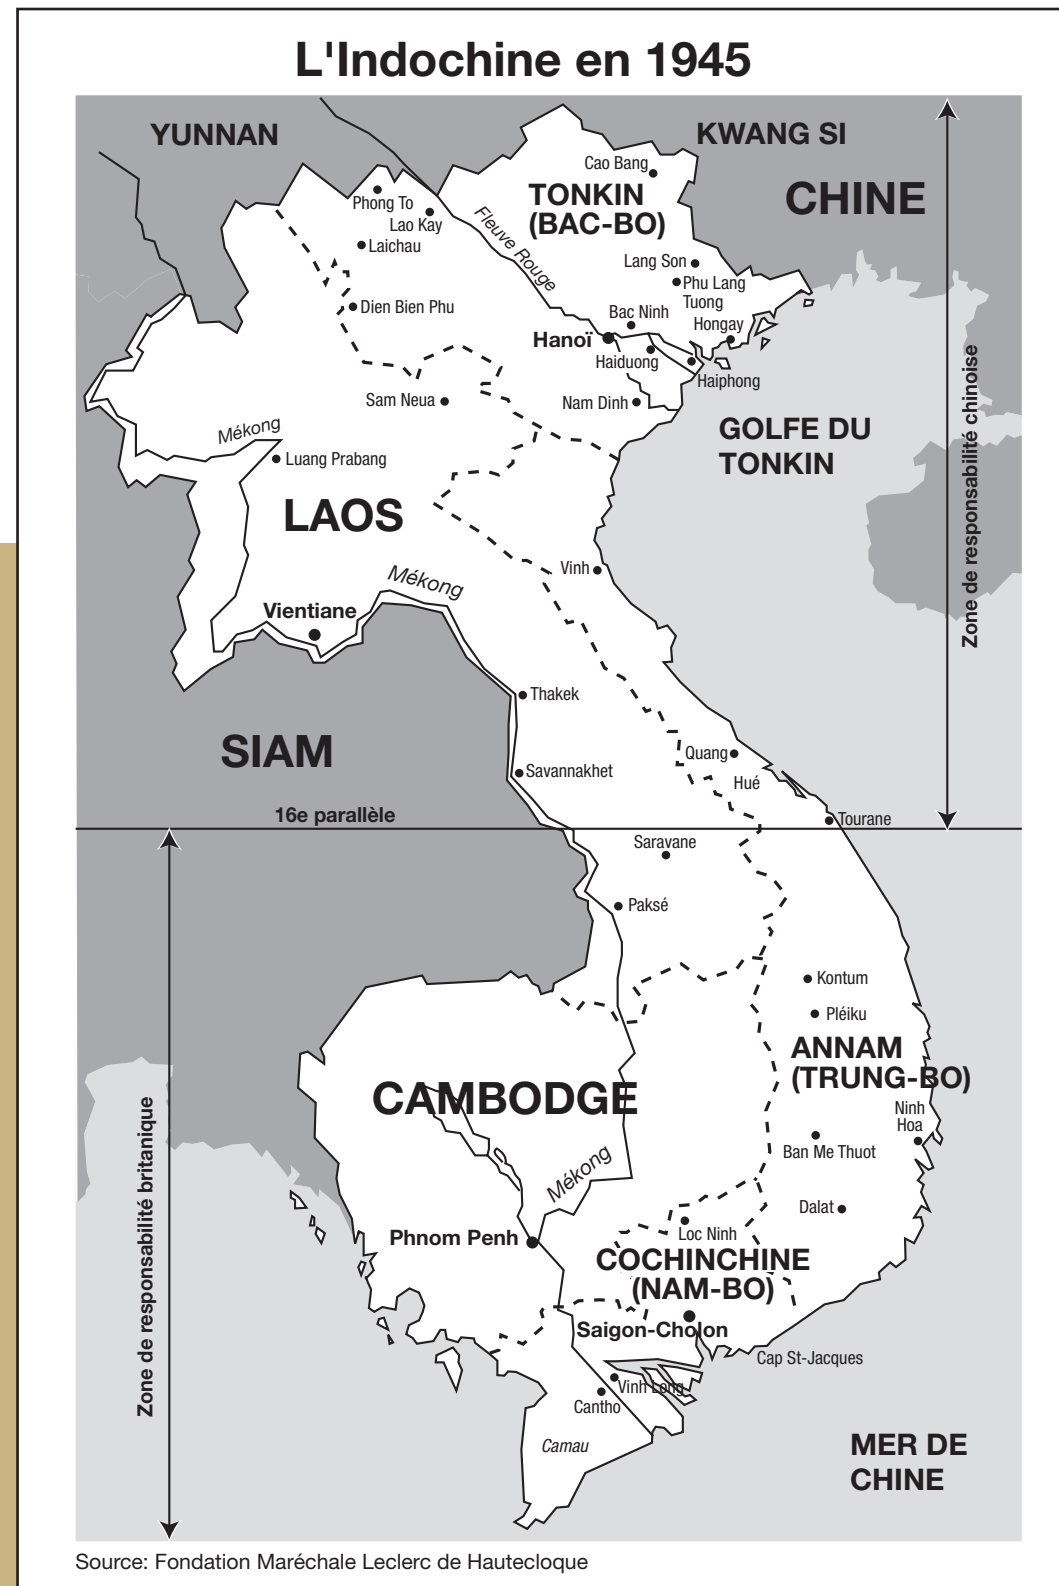 L'Indochine en 1945
YUNNAN
KWANG SI
CHINE
Cao Bang
TONKIN
(BAC-BO)
Phong To
Lao Kay
Fleuve Rouge
Laichau
Lang Son
Phu Lang
Tuong
Dien Bien Phu
Bac Ninh
Hongay
Hanoï
Haiduong
Haiphong
Sam Neua
Nam Dinh
GOLFE DU
TONKIN
Zone de responsabilité chinoise
Mékong
Luang Prabang
LAOS
Vinh
Mékong
Vientiane
Thakek
SIAM
Quang
Savannakhet
Hué
16e parallèle
Tourane
Saravane
Paksé
Kontum
Pléiku
ANNAM
(TRUNG-BO)
CAMBODGE
Ninh
Hoa
Ban Me Thuot
Zone de responsabilité britanique
Mékong
Dalat
Phnom Penh
Loc Ninh
COCHINCHINE
(NAM-BO)
Saigon-Cholon
Cap St-Jacques
Vinh Long
Cantho
Camau
MER DE
CHINE
Source: Fondation Maréchale Leclerc de Hautecloque